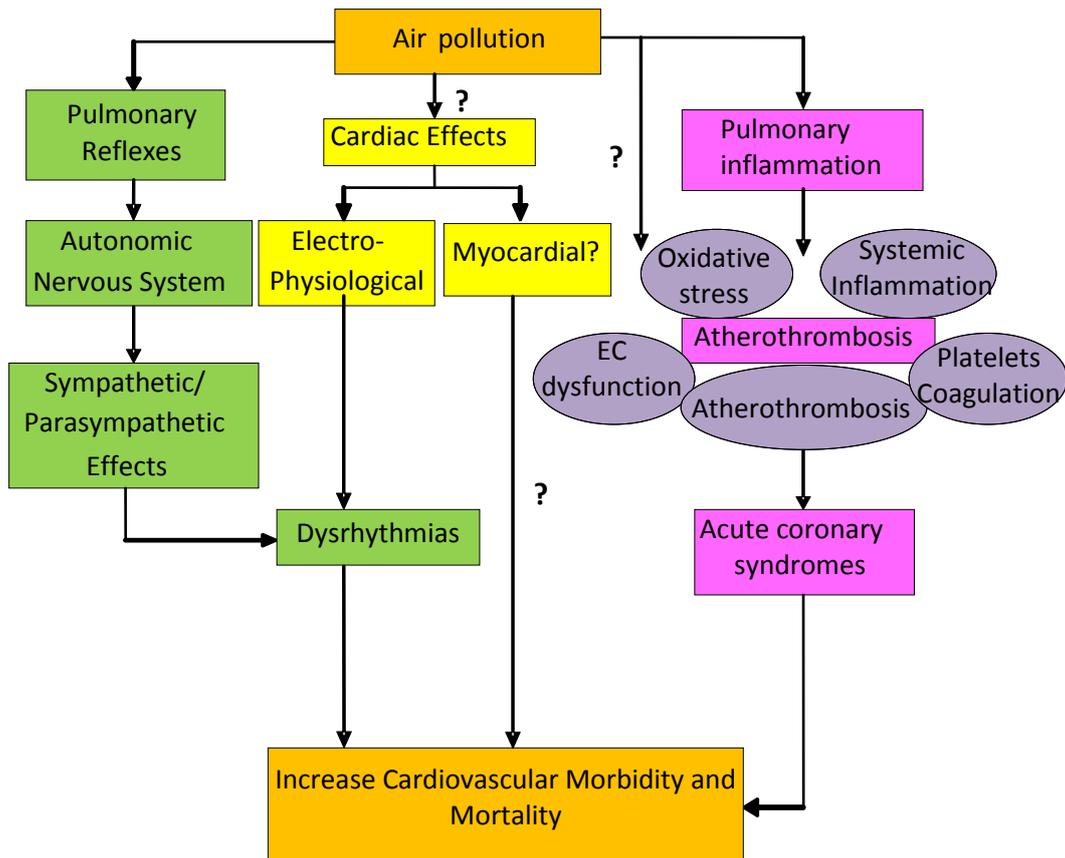 Air pollution
?
Pulmonary
Reflexes
Cardiac Effects
?
Pulmonary
inflammation
Autonomic
Nervous System
Electro-
Physiological
Myocardial?
Oxidative
stress
Systemic
Inflammation
Atherothrombosis
EC
dysfunction
Platelets
Coagulation
Atherothrombosis
Sympathetic/
Parasympathetic
Effects
?
Dysrhythmias
Acute coronary
syndromes
Increase Cardiovascular Morbidity and
Mortality